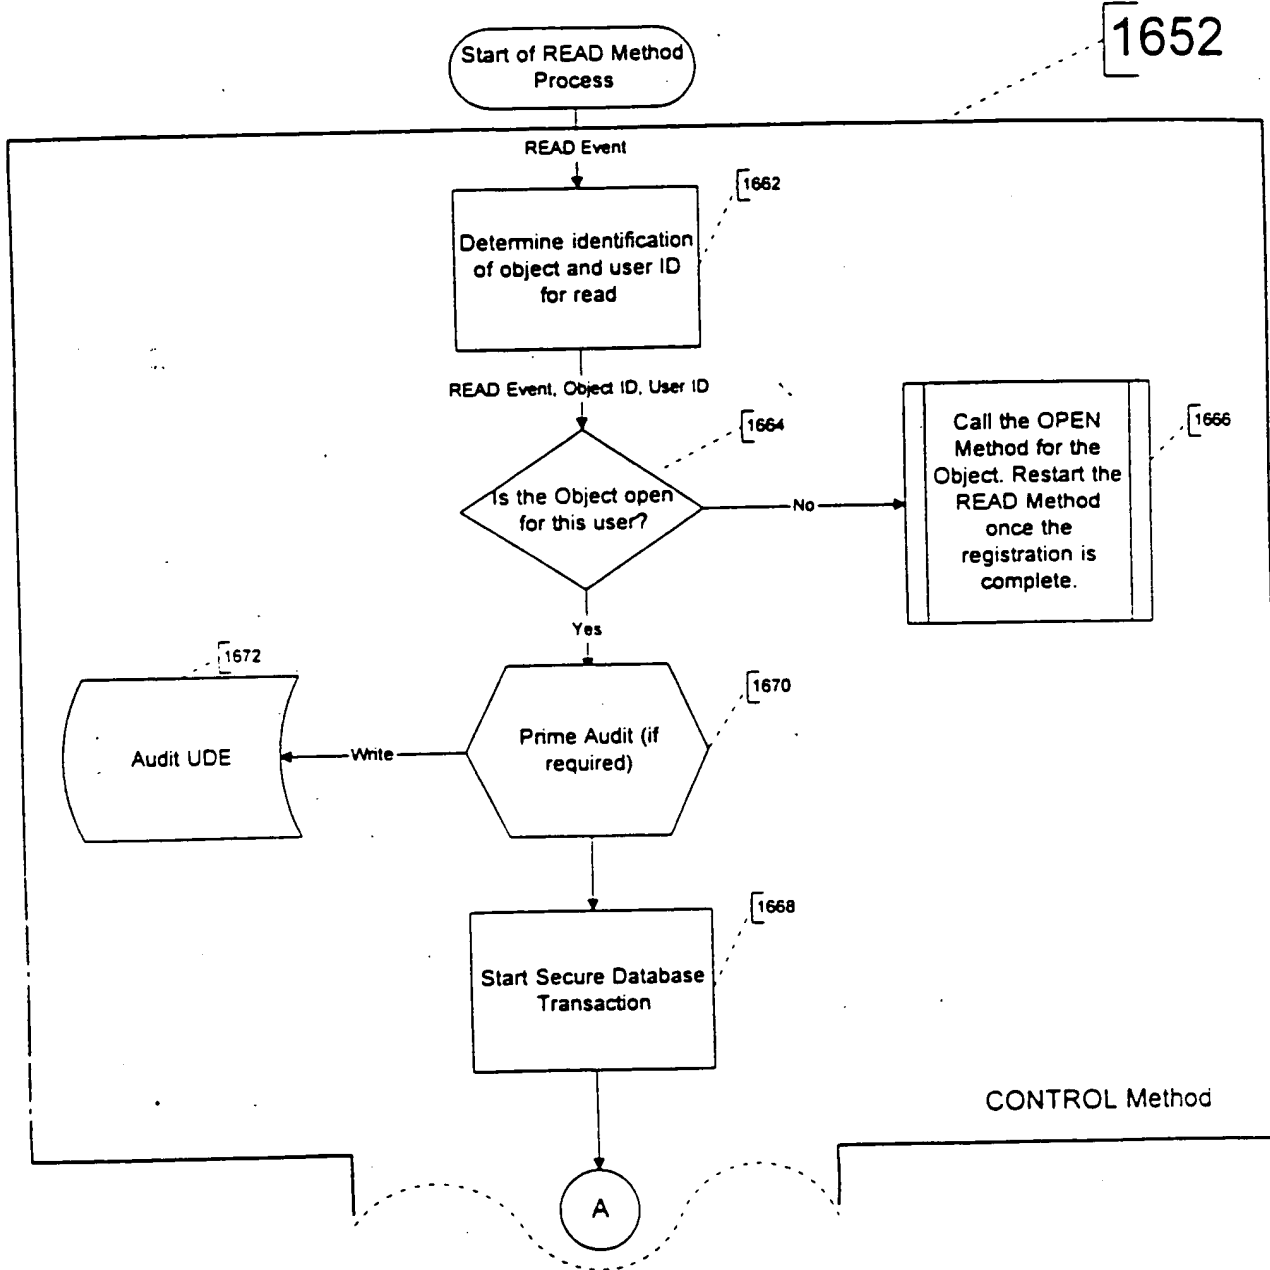 1652
Start of READ Method
Process
READ Event
1662
Determine identification
of object and user ID
for read
READ Event, Object ID, User ID
1664
Is the Object open
for this user?
No
1666
Call the OPEN
Method for the
Object. Restart the
READ Method
once the
registration is
complete.
Yes
1672
Audit UDE
Write
1670
Prime Audit (if
required)
1668
Start Secure Database
Transaction
CONTROL Method
A